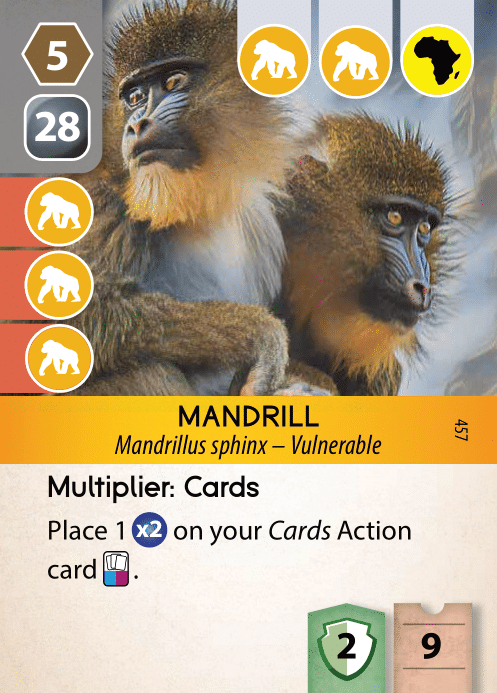 5
28
MANDRILL
Mandrillus sphinx – Vulnerable
457
Multiplier: Cards
Place 1 x2 on your Cards Action
card .
2
9